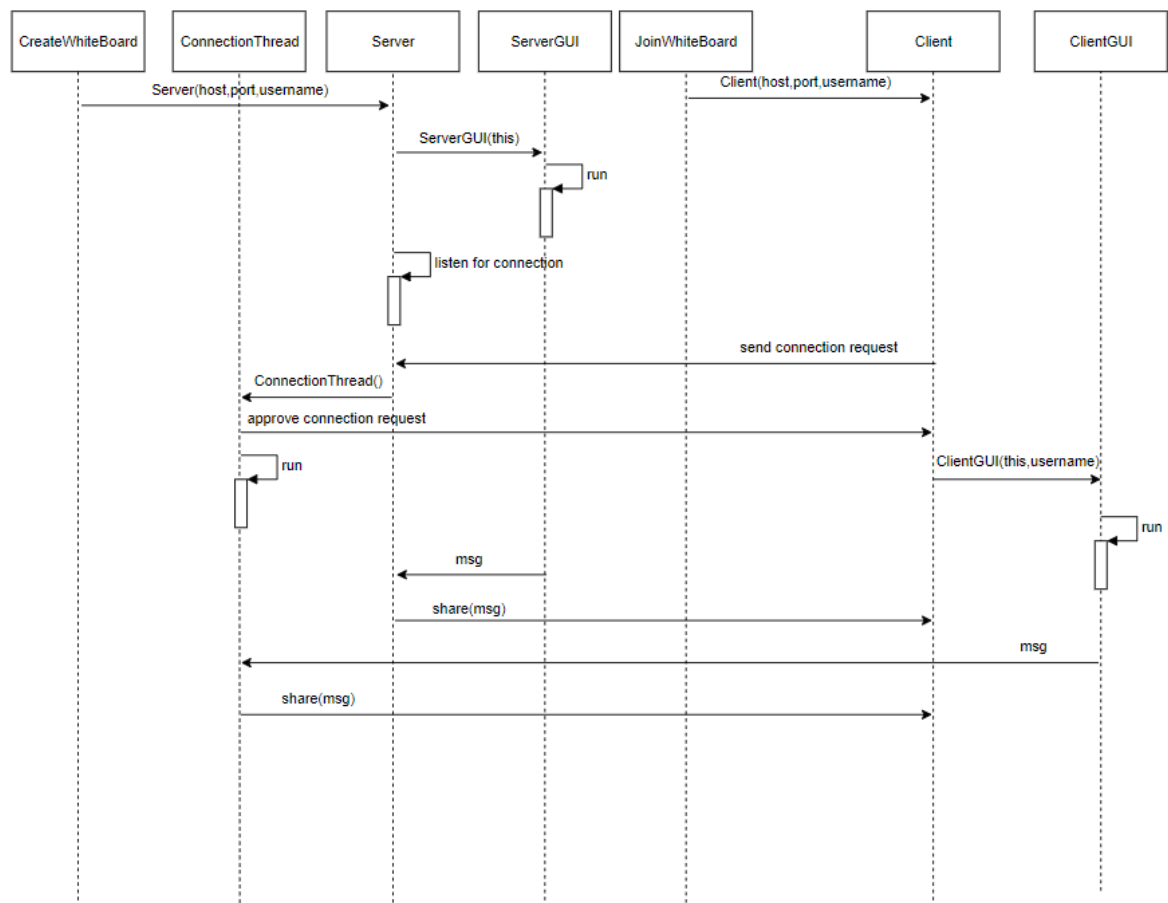 CreateWhiteBoard
ConnectionThread
Server
ServerGUI
JoinWhiteBoard
Client
ClientGUI
Client(host,port,username)
Server(host,port,username)
ServerGUI(this)
run
listen for connection
send connection request
ConnectionThread()
approve connection request
run
ClientGUI(this,username)
run
msg
share(msg)
msg
share(msg)